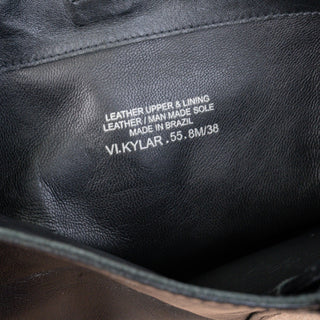 LEATHER UPPER & LINING
LEATHER / MAN MADE SOLE
MADE IN BRAZIL
VI.KYLAR .55.8M/38